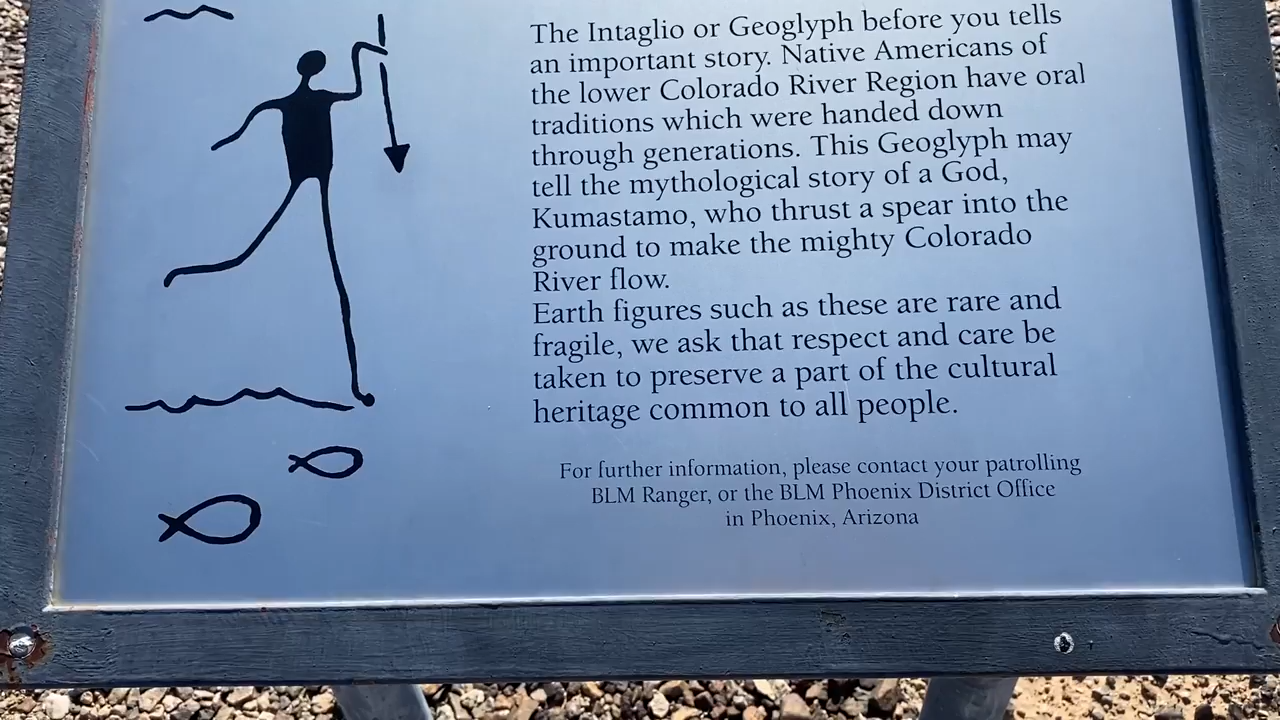 The Intaglio or Geoglyph before you tells
an important story. Native Americans of
the lower Colorado River Region have oral
traditions which were handed down
through generations. This Geoglyph may
tell the mythological story of a God,
Kumastamo, who thrust a spear into the
ground to make the mighty Colorado
River flow.
Earth figures such as these are rare and
fragile, we ask that respect and care be
taken to preserve a part of the cultural
heritage common to all people.
For further information, please contact your patrolling
BLM Ranger, or the BLM Phoenix District Office
in Phoenix, Arizona